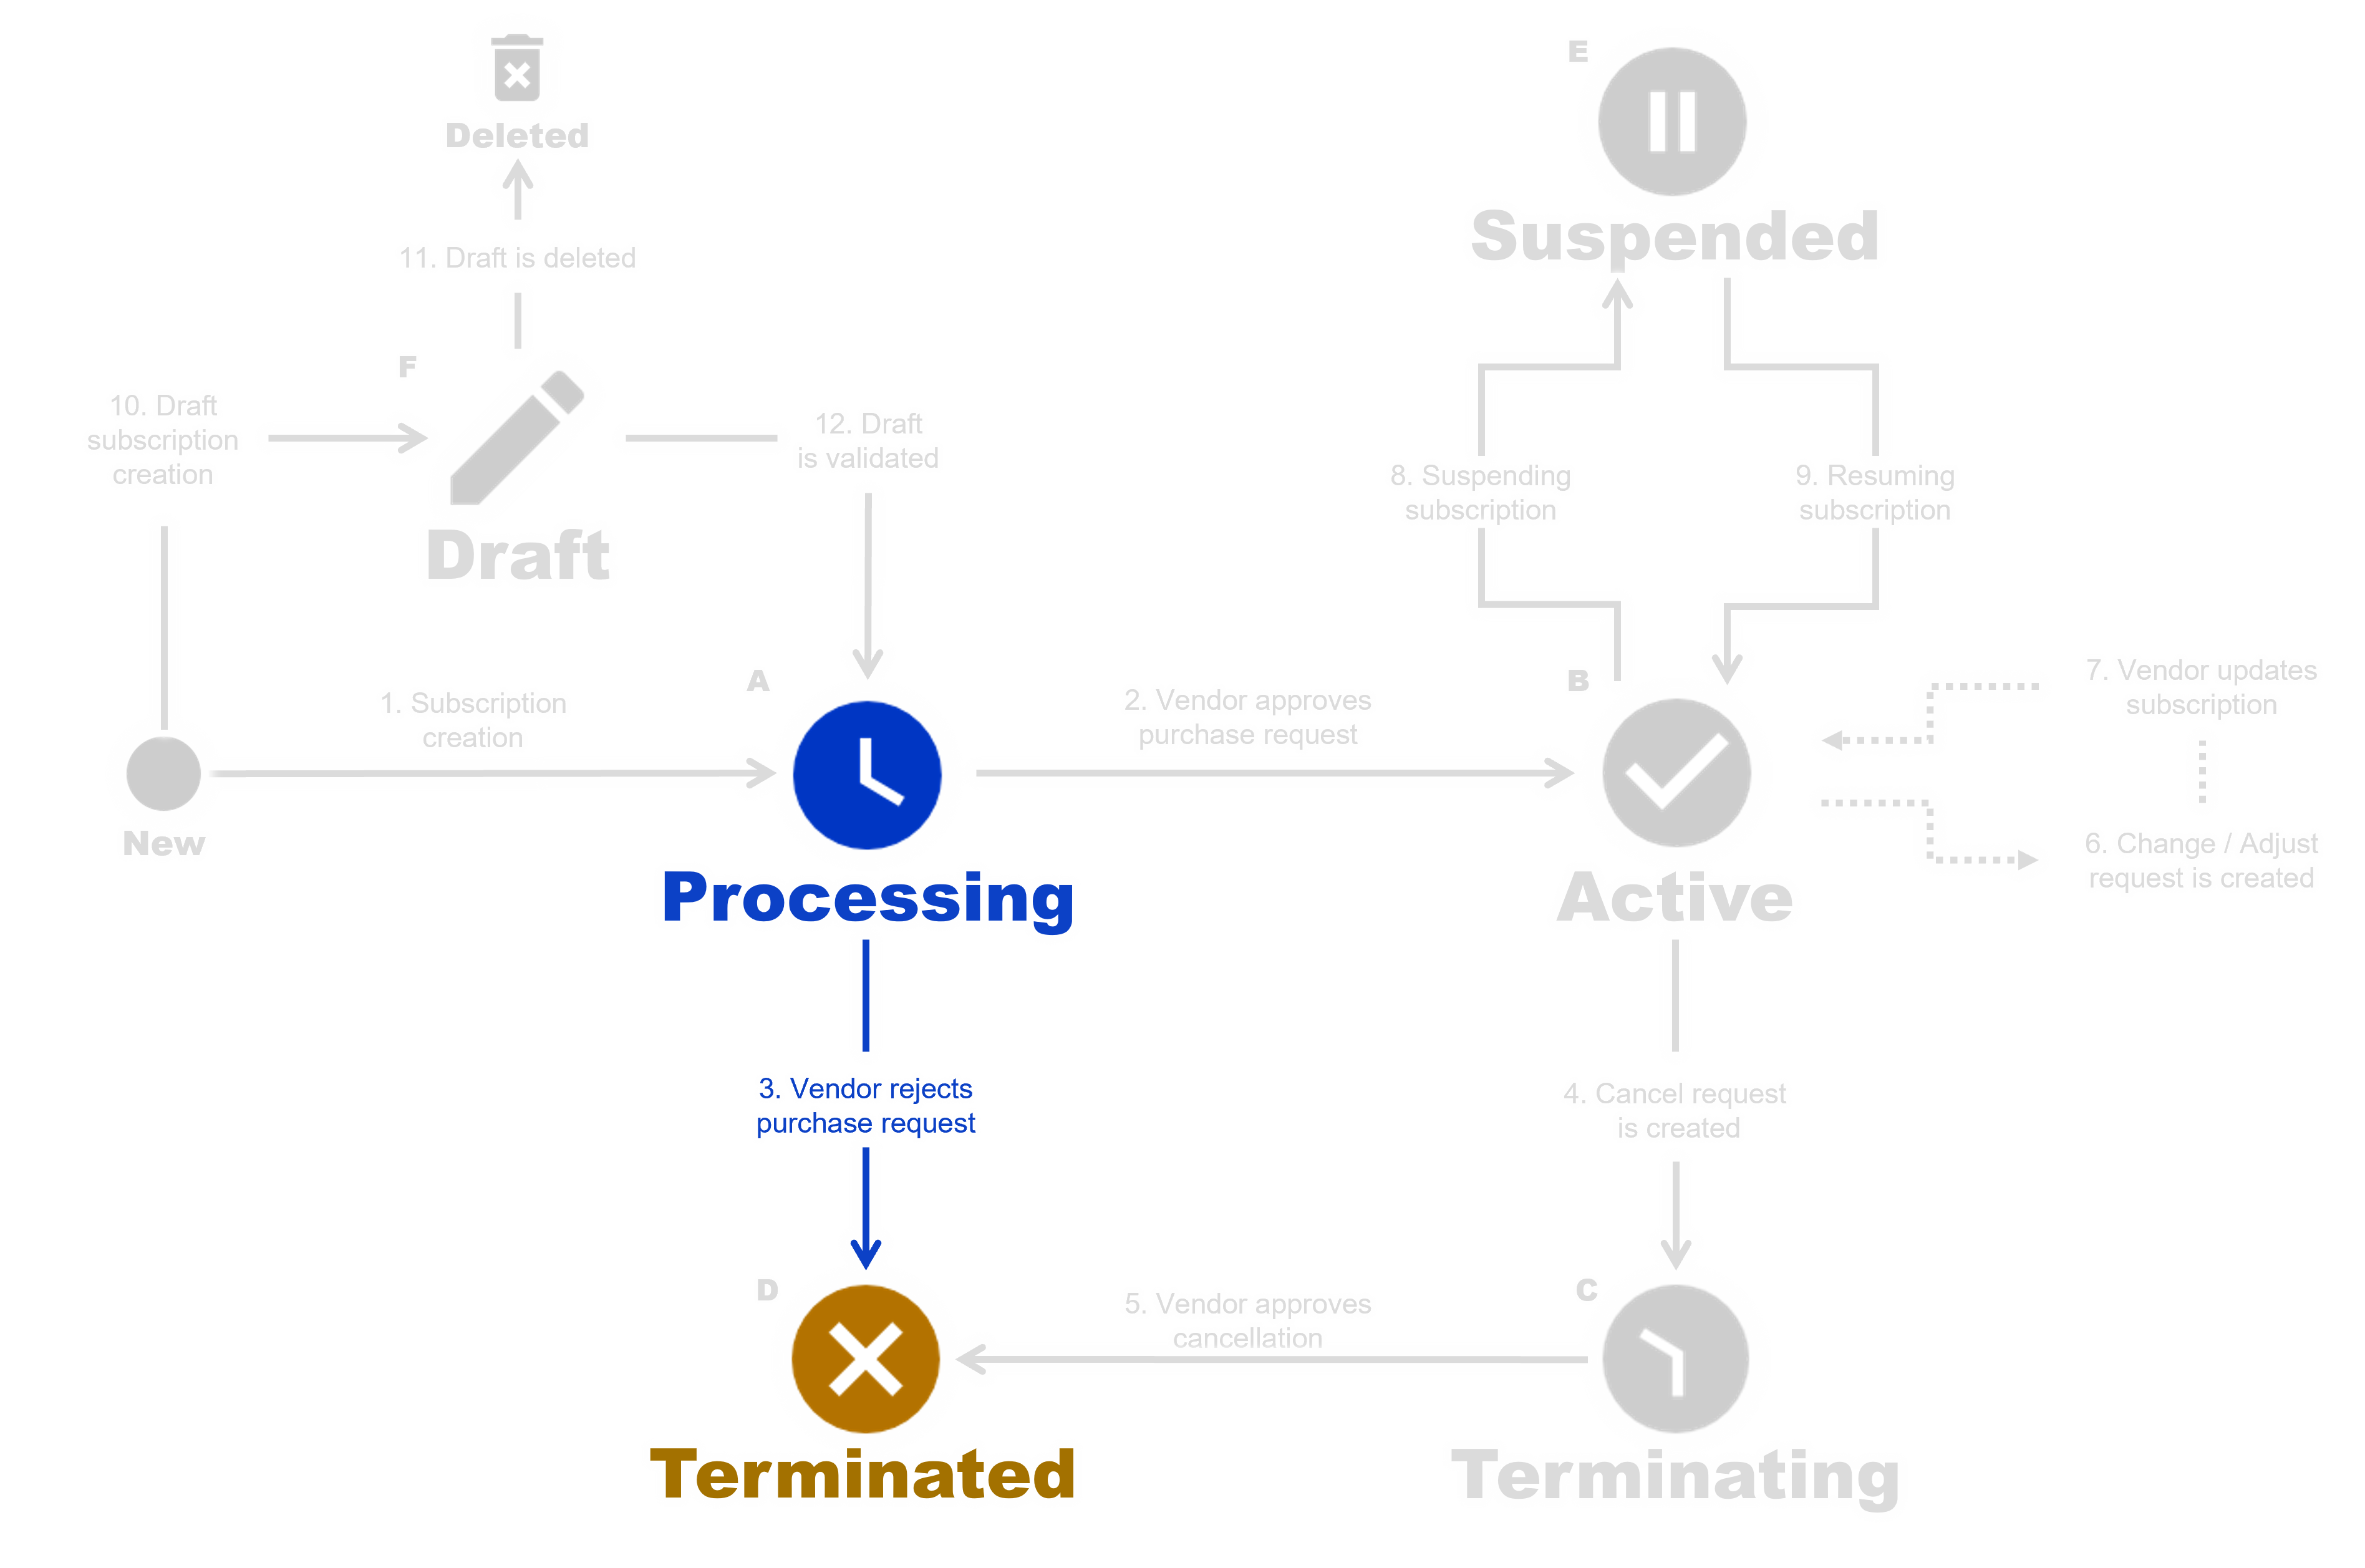 E
Deleted
Suspended
11. Draft is deleted
F
10. Draft
subscription
creation
12. Draft
is validated
8. Suspending
subscription
9. Resuming
subscription
Draft
A
B
1. Subscription
creation
2. Vendor approves
purchase request
7. Vendor updates
subscription
New
6. Change / Adjust
request is created
Processing
Active
3. Vendor rejects
purchase request
4. Cancel request
is created
D
C
5. Vendor approves
cancellation
Terminated
Terminating